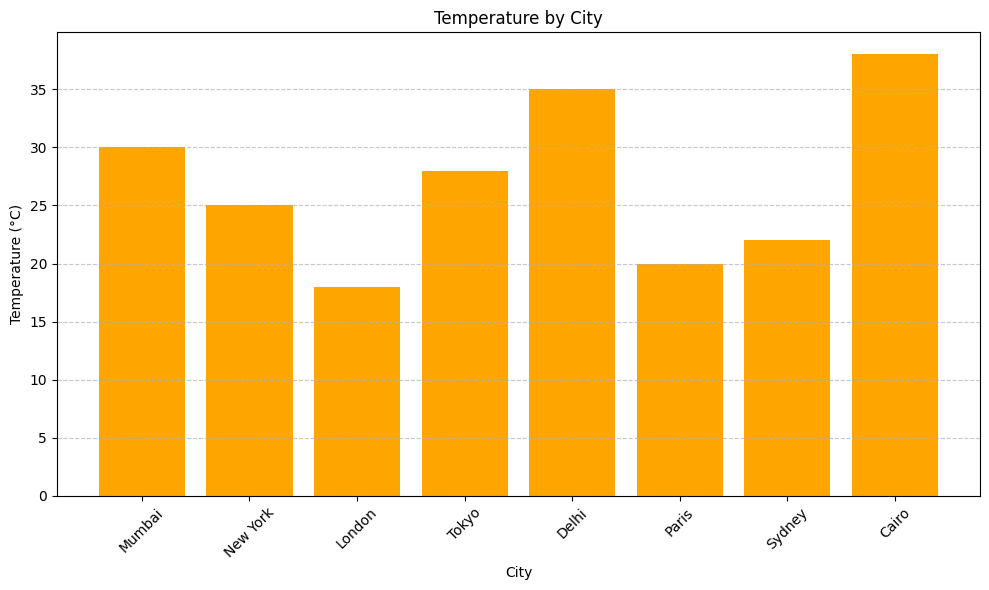 Temperature by City
Temperature (°C)
35
30
25
20
15
10
5
0
Mumbai
New York
London
Tokyo
Delhi
Paris
Sydney
Cairo
City